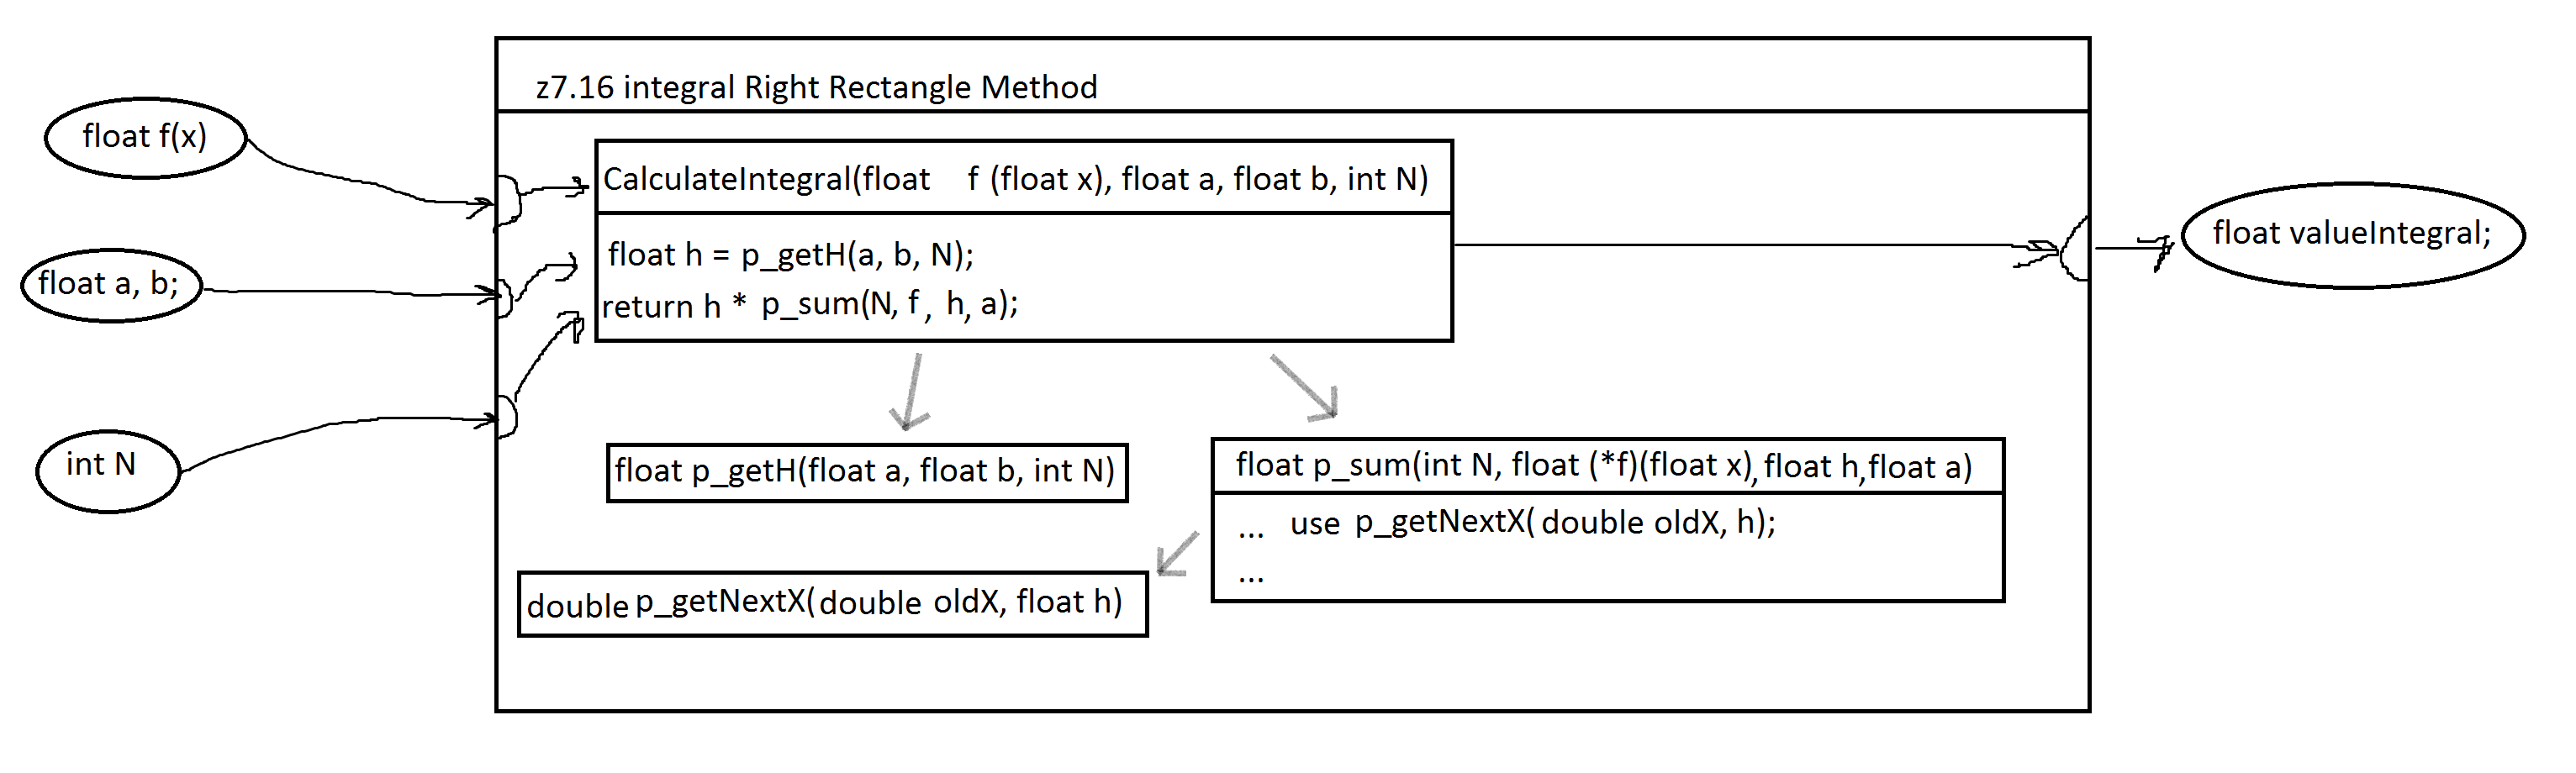 z7.16 integral Right Rectangle Method
float f(x)
CalculateIntegral(float f (float x), float a, float b, int N)
float valueIntegral;
float a, b;
float h = p_getH(a, b, N);
return h * p_sum(N, f, h, a);
int N
float p_getH(float a, float b, int N)
float p_sum(int N, float (*f)(float x), float h, float a)
... use p_getNextX(double oldX, h);
...
double p_getNextX(double oldX, float h)